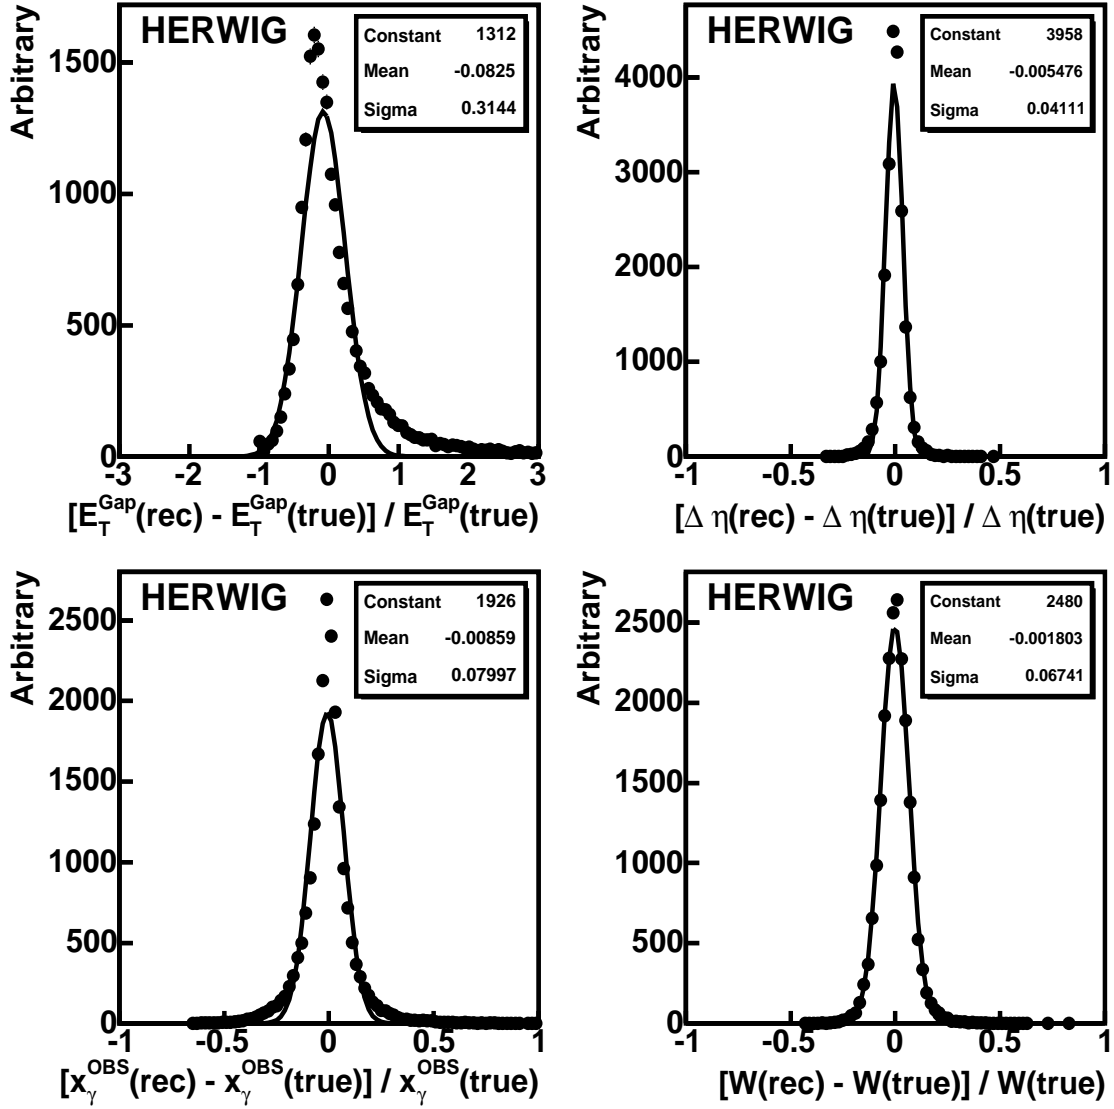 Arbitrary
HERWIG
Constant 1312
Mean -0.0825
Sigma 0.3144
1500
1000
500
0
-3 -2 -1 0 1 2 3
[E_T^Gap(rec) - E_T^Gap(true)] / E_T^Gap(true)
Arbitrary
HERWIG
Constant 3958
Mean -0.005476
Sigma 0.04111
4000
3000
2000
1000
0
-1 -0.5 0 0.5 1
[Δ η(rec) - Δ η(true)] / Δ η(true)
Arbitrary
HERWIG
Constant 1926
Mean -0.00859
Sigma 0.07997
2500
2000
1500
1000
500
0
-1 -0.5 0 0.5 1
[x_γ^OBS(rec) - x_γ^OBS(true)] / x_γ^OBS(true)
Arbitrary
HERWIG
Constant 2480
Mean -0.001803
Sigma 0.06741
2500
2000
1500
1000
500
0
-1 -0.5 0 0.5 1
[W(rec) - W(true)] / W(true)